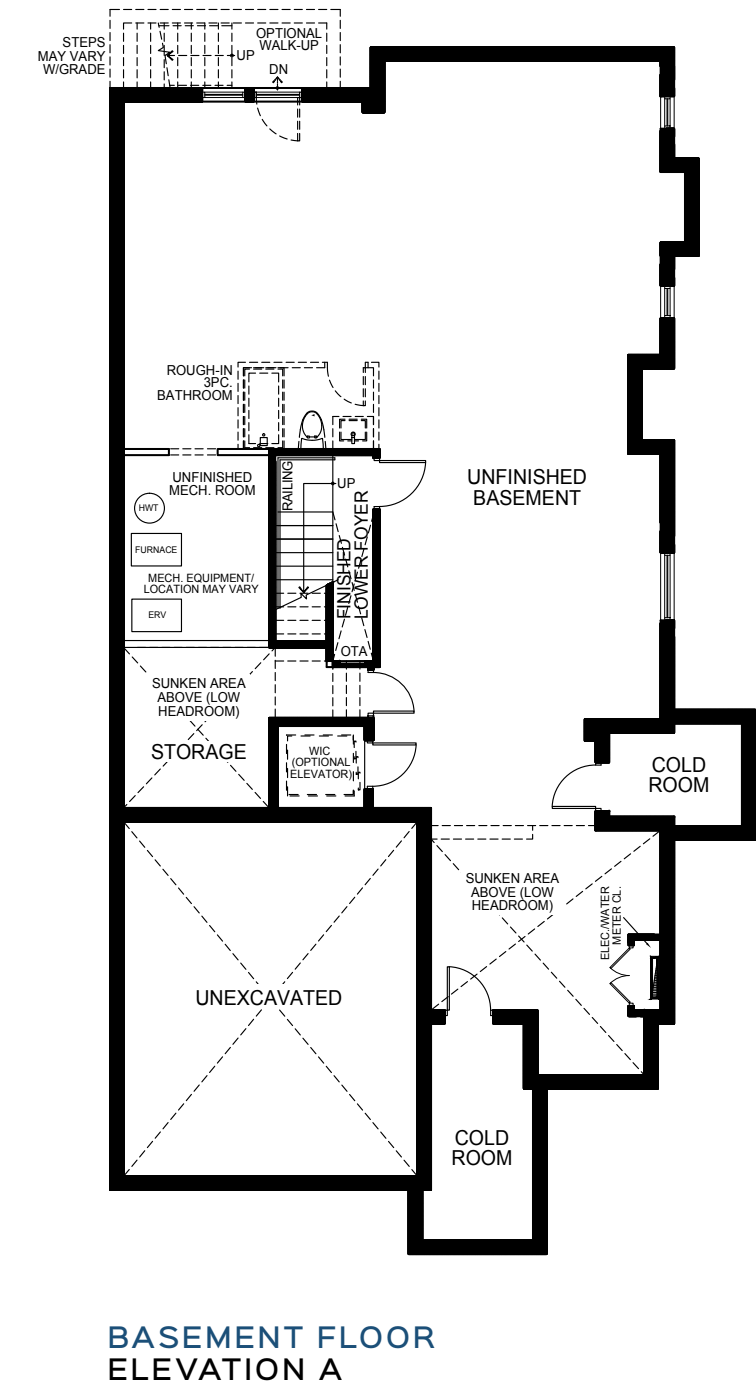 STEPS
MAY VARY
W/GRADE
UP
OPTIONAL
WALK-UP
DN
ROUGH-IN
3PC.
BATHROOM
UNFINISHED
MECH. ROOM
HWT
FURNACE
MECH. EQUIPMENT/
LOCATION MAY VARY
ERV
RAILING
UP
FINISHED
LOWER FOYER
OTA
UNFINISHED
BASEMENT
SUNKEN AREA
ABOVE (LOW
HEADROOM)
STORAGE
WIC
(OPTIONAL
ELEVATOR)
COLD
ROOM
SUNKEN AREA
ABOVE (LOW
HEADROOM)
ELEC./WATER
METER CL.
UNEXCAVATED
COLD
ROOM
BASEMENT FLOOR
ELEVATION A